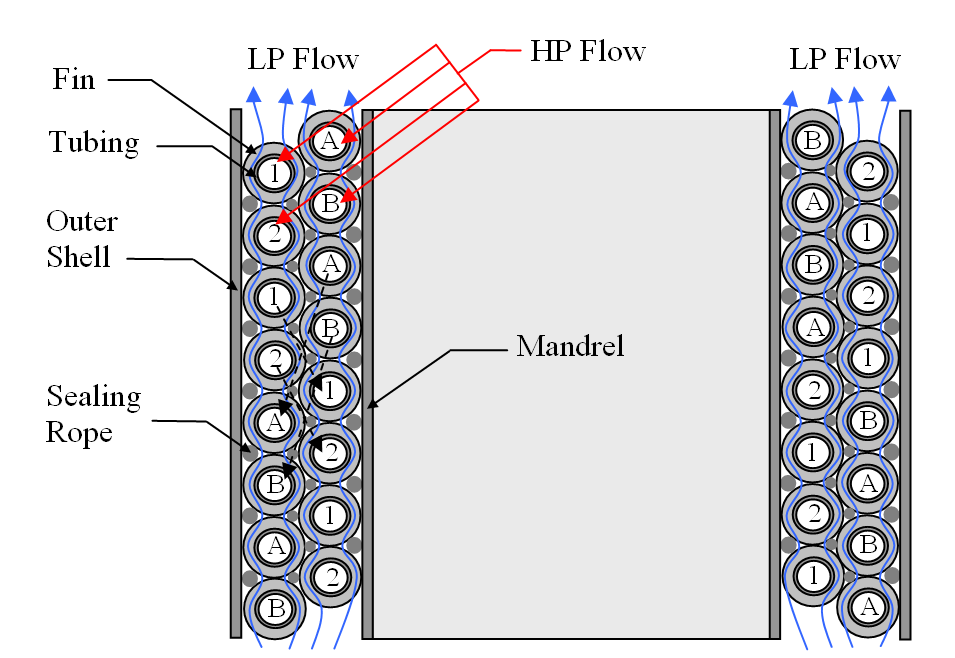 LP Flow
HP Flow
LP Flow
Fin
Tubing
Outer
Shell
Mandrel
Sealing
Rope
1
2
1
2
A
B
A
B
A
B
A
B
1
2
1
2
B
A
B
A
2
1
2
1
2
1
2
1
B
A
B
A